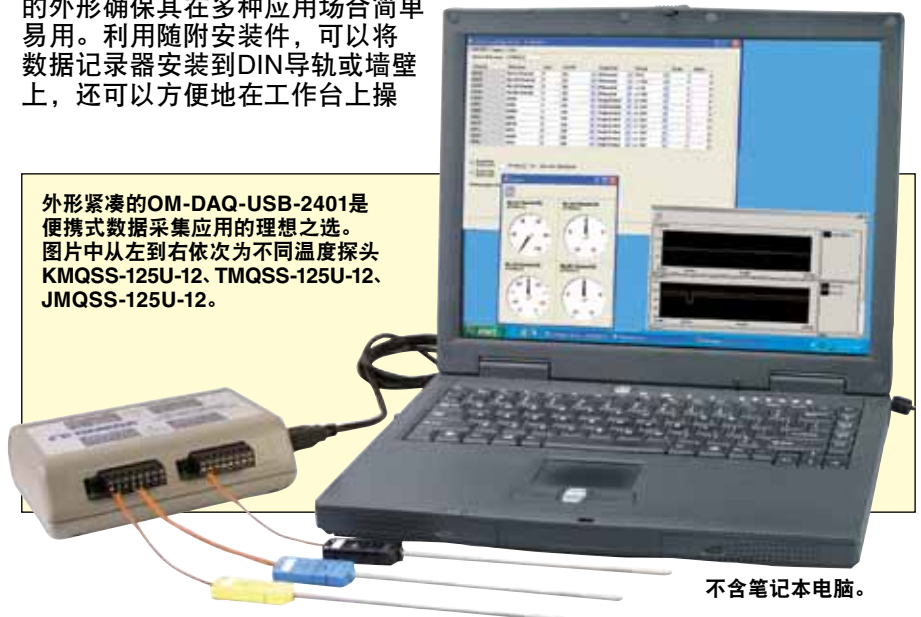 的外形确保其在多种应用场合简单
易用。利用随附安装件，可以将
数据记录器安装到DIN导轨或墙壁
上，还可以方便地在工作台上操
外形紧凑的OM-DAQ-USB-2401是
便携式数据采集应用的理想之选。
图片中从左到右依次为不同温度探头
KMQSS-125U-12、TMQSS-125U-12、
JMQSS-125U-12。
不含笔记本电脑。